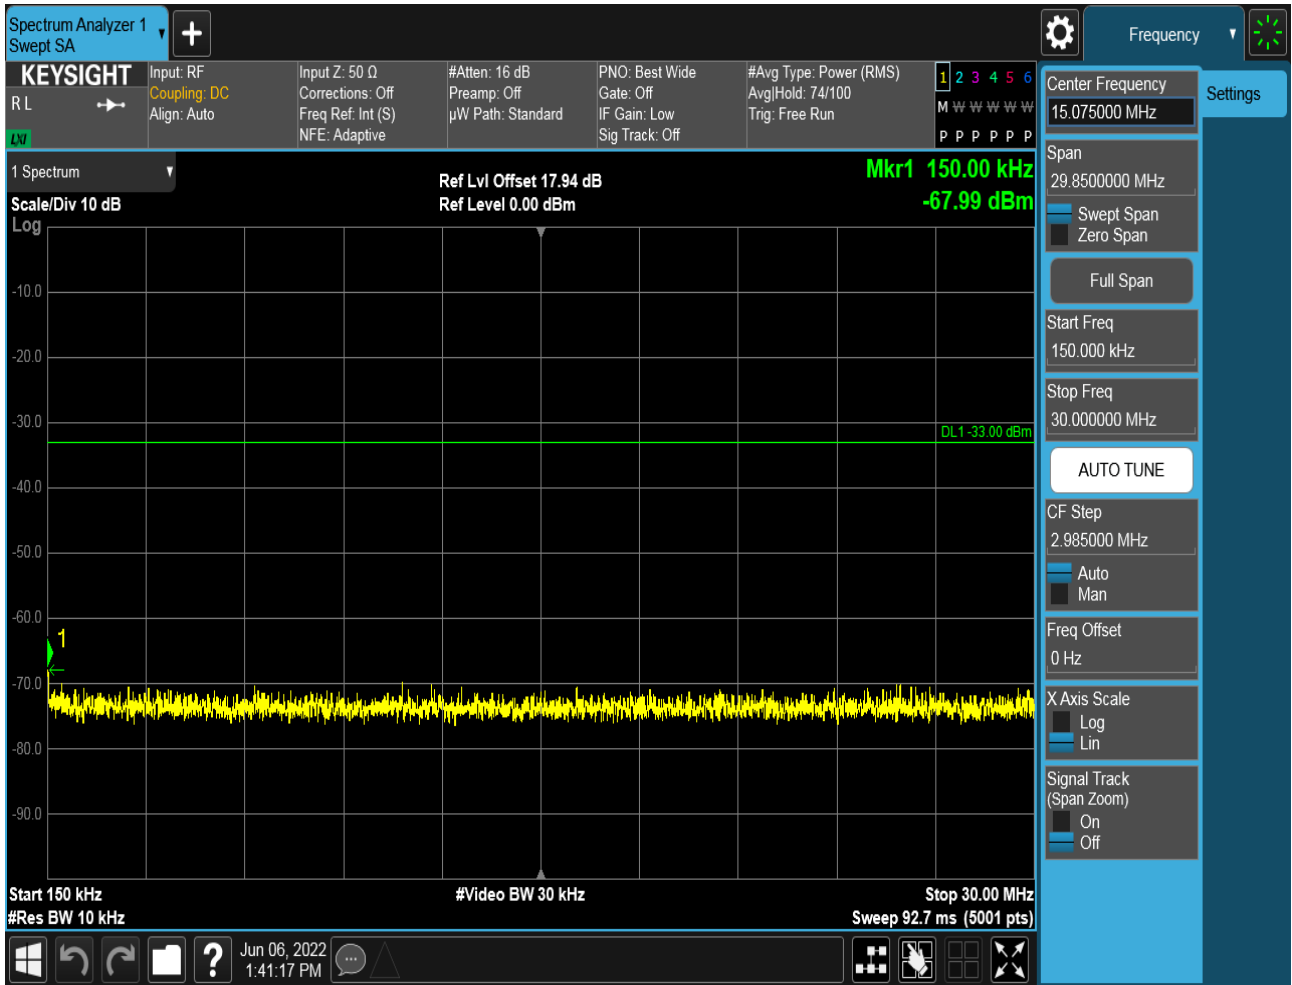 Spectrum Analyzer 1
Swept SA
Frequency
KEYSIGHT
R L
LXI
Input: RF
Coupling: DC
Align: Auto
Input Z: 50 Ω
Corrections: Off
Freq Ref: Int (S)
NFE: Adaptive
#Atten: 16 dB
Preamp: Off
µW Path: Standard
PNO: Best Wide
Gate: Off
IF Gain: Low
Sig Track: Off
#Avg Type: Power (RMS)
Avg|Hold: 74/100
Trig: Free Run
1 2 3 4 5 6
M W W W W W
P P P P P P
1 Spectrum
Scale/Div 10 dB
Log
Ref Lvl Offset 17.94 dB
Ref Level 0.00 dBm
Mkr1 150.00 kHz
-67.99 dBm
-10.0
-20.0
-30.0
DL1 -33.00 dBm
-40.0
-50.0
-60.0
1
-70.0
-80.0
-90.0
Start 150 kHz
#Video BW 30 kHz
Stop 30.00 MHz
#Res BW 10 kHz
Sweep 92.7 ms (5001 pts)
Jun 06, 2022
1:41:17 PM
?
Center Frequency
15.075000 MHz
Settings
Span
29.8500000 MHz
Swept Span
Zero Span
Full Span
Start Freq
150.000 kHz
Stop Freq
30.000000 MHz
AUTO TUNE
CF Step
2.985000 MHz
Auto
Man
Freq Offset
0 Hz
X Axis Scale
Log
Lin
Signal Track
(Span Zoom)
On
Off